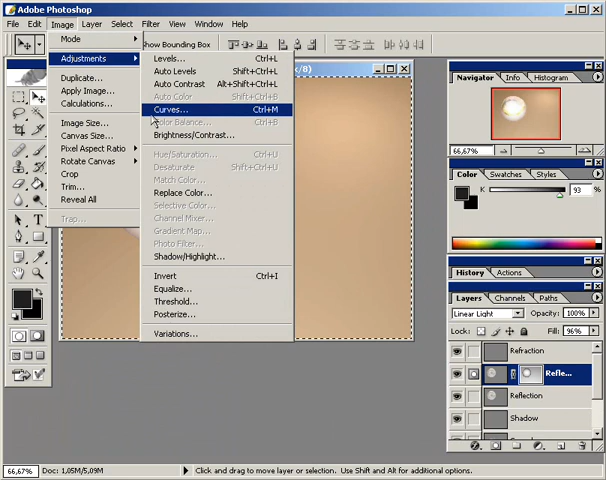 Adobe Photoshop
File Edit Image Layer Select Filter View Window Help
Show Bounding Box
Mode
Adjustments
Duplicate...
Apply Image...
Calculations...
Image Size...
Canvas Size...
Pixel Aspect Ratio
Rotate Canvas
Crop
Trim...
Reveal All
Trap...
Levels... Ctrl+L
Auto Levels Shift+Ctrl+L
Auto Contrast Alt+Shift+Ctrl+L
Auto Color Shift+Ctrl+B
Curves... Ctrl+M
Color Balance... Ctrl+B
Brightness/Contrast...
Hue/Saturation... Ctrl+U
Desaturate Shift+Ctrl+U
Match Color...
Replace Color...
Selective Color...
Channel Mixer...
Gradient Map...
Photo Filter...
Shadow/Highlight...
Invert Ctrl+I
Equalize...
Threshold...
Posterize...
Variations...
/8)
Navigator Info Histogram
66,67%
Color Swatches Styles
K 93 %
History Actions
Layers Channels Paths
Linear Light Opacity: 100%
Lock: Fill: 96%
Refraction
Refle...
Reflection
Shadow
66,67% Doc: 1,05M/5,09M Click and drag to move layer or selection. Use Shift and Alt for additional options.